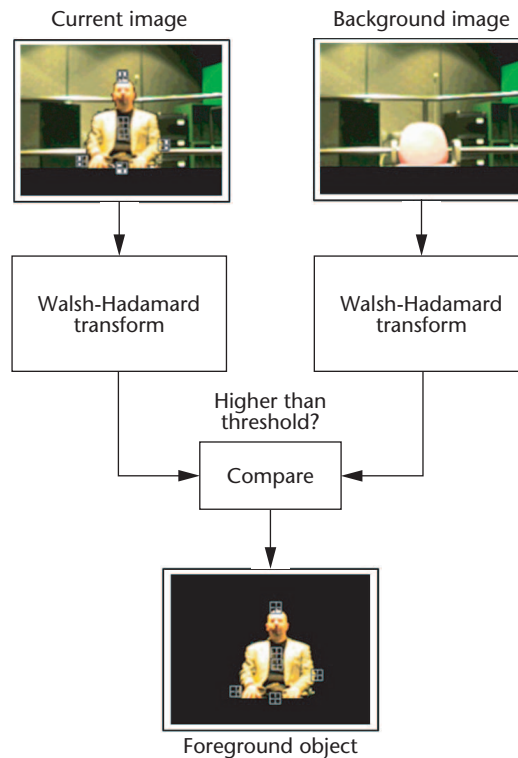 Current image
Background image
Walsh-Hadamard
transform
Walsh-Hadamard
transform
Higher than
threshold?
Compare
Foreground object